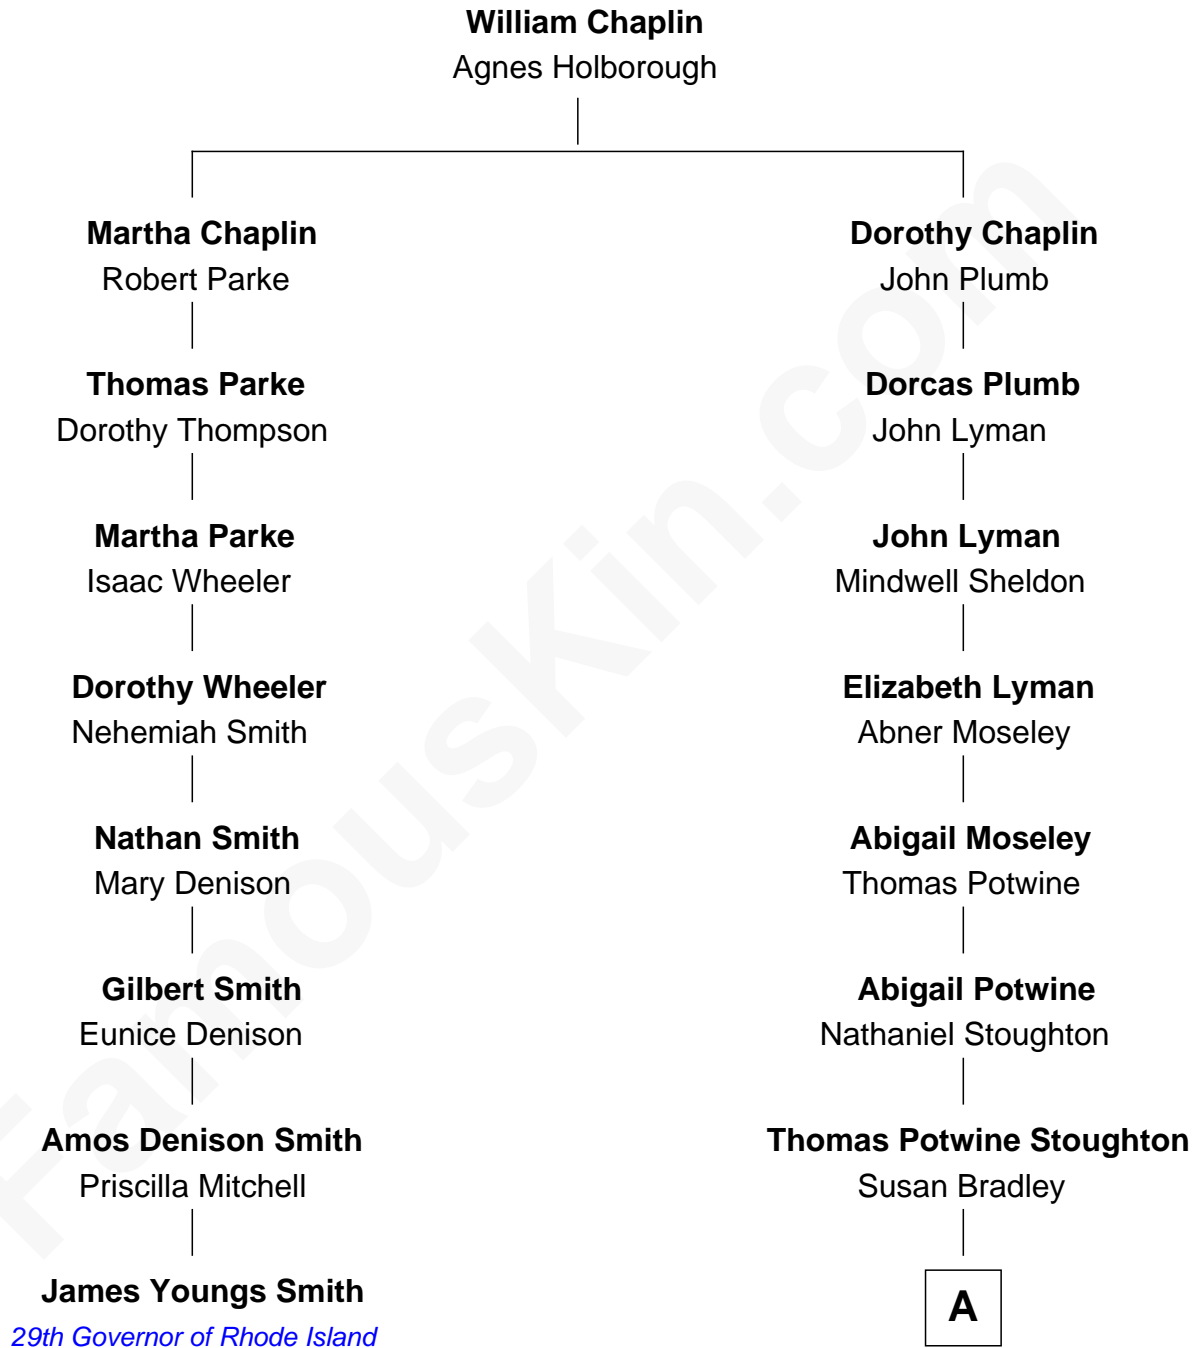 William Chaplin
Agnes Holborough
Martha Chaplin
Robert Parke
Thomas Parke
Dorothy Thompson
Martha Parke
Isaac Wheeler
Dorothy Wheeler
Nehemiah Smith
Nathan Smith
Mary Denison
Gilbert Smith
Eunice Denison
Amos Denison Smith
Priscilla Mitchell
James Youngs Smith
29th Governor of Rhode Island
Dorothy Chaplin
John Plumb
Dorcas Plumb
John Lyman
John Lyman
Mindwell Sheldon
Elizabeth Lyman
Abner Moseley
Abigail Moseley
Thomas Potwine
Abigail Potwine
Nathaniel Stoughton
Thomas Potwine Stoughton
Susan Bradley
A
FamousKin.com